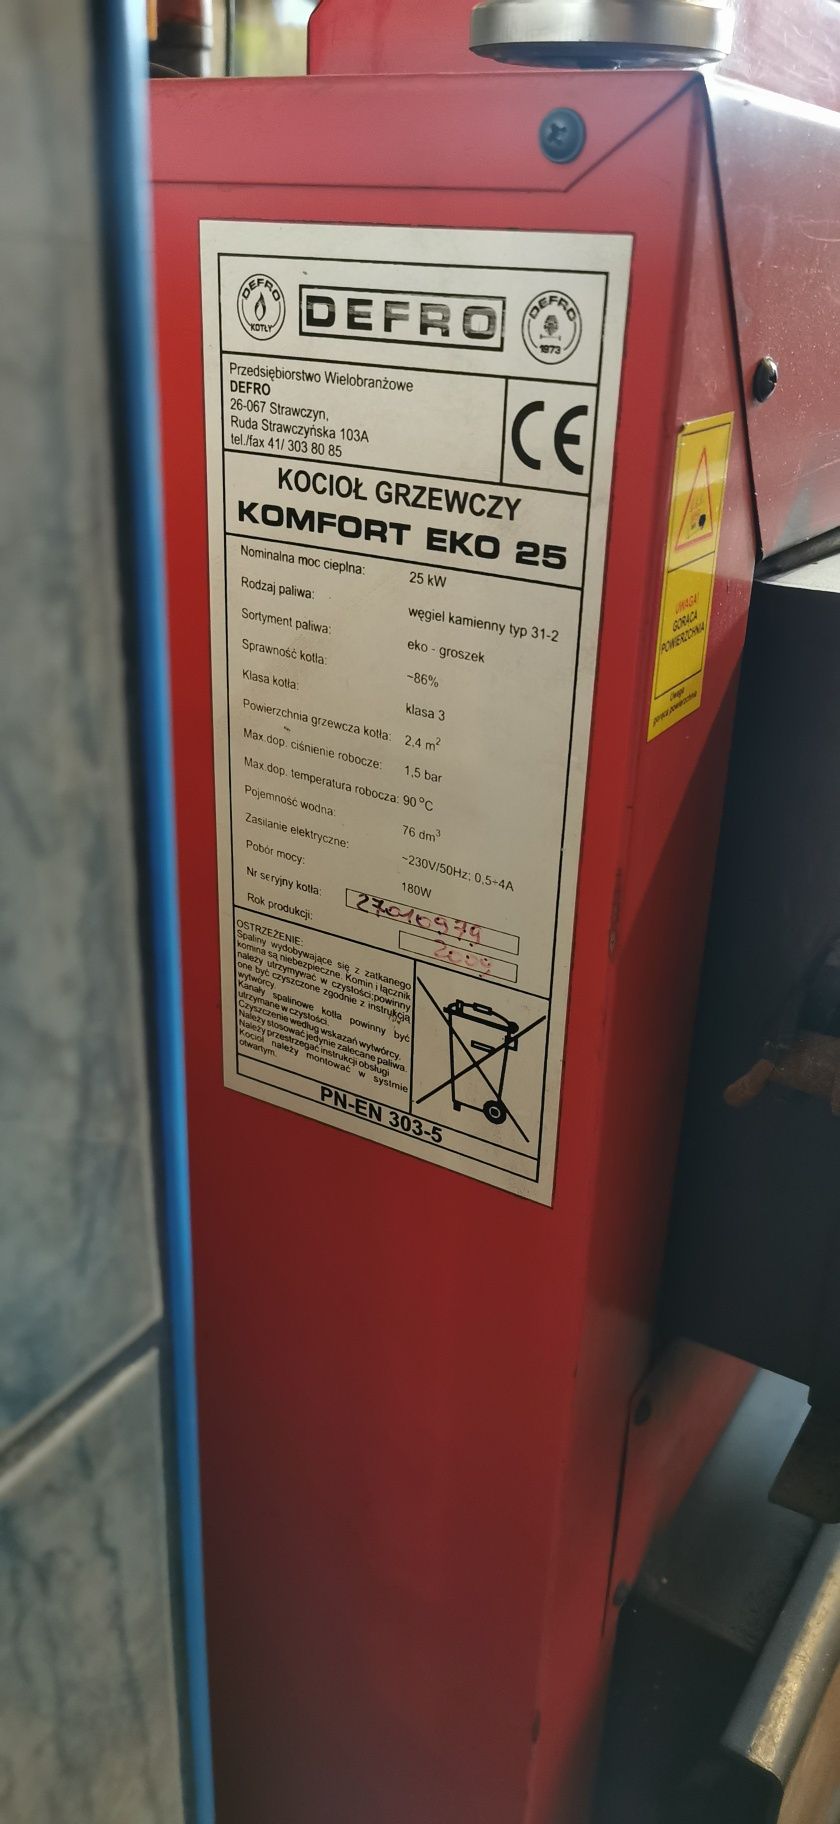 DEFRO
KOTŁY
DEFRO
DEFRO
1973
Przedsiębiorstwo Wielobranżowe
DEFRO
26-067 Strawczyn,
Ruda Strawczyńska 103A
tel./fax 41/ 303 80 85
CE
KOCIOŁ GRZEWCZY
KOMFORT EKO 25
Nominalna moc cieplna: 25 kW
Rodzaj paliwa: węgiel kamienny typ 31-2
Sortyment paliwa: eko - groszek
Sprawność kotła: ~86%
Klasa kotła: klasa 3
Powierzchnia grzewcza kotła: 2,4 m²
Max.dop. ciśnienie robocze: 1,5 bar
Max.dop. temperatura robocza: 90 °C
Pojemność wodna: 76 dm³
Zasilanie elektryczne: ~230V/50Hz; 0,5÷4A
Pobór mocy: 180W
Nr seryjny kotła: 27010979
Rok produkcji: 2009
OSTRZEŻENIE:
Spaliny wydobywające się z zatkanego
komina są niebezpieczne. Komin i łącznik
należy utrzymywać w czystości;powinny
one być czyszczone zgodnie z instrukcją
wytwórcy.
Kanały spalinowe kotła powinny być
utrzymane w czystości.
Czyszczenie według wskazań wytwórcy.
Należy stosować jedynie zalecane paliwa.
Należy przestrzegać instrukcji obsługi
Kocioł należy montować w systmie
otwartym.
PN-EN 303-5
UWAGA!
GORĄCA
POWIERZCHNIA
Uwaga
gorąca powierzchnia